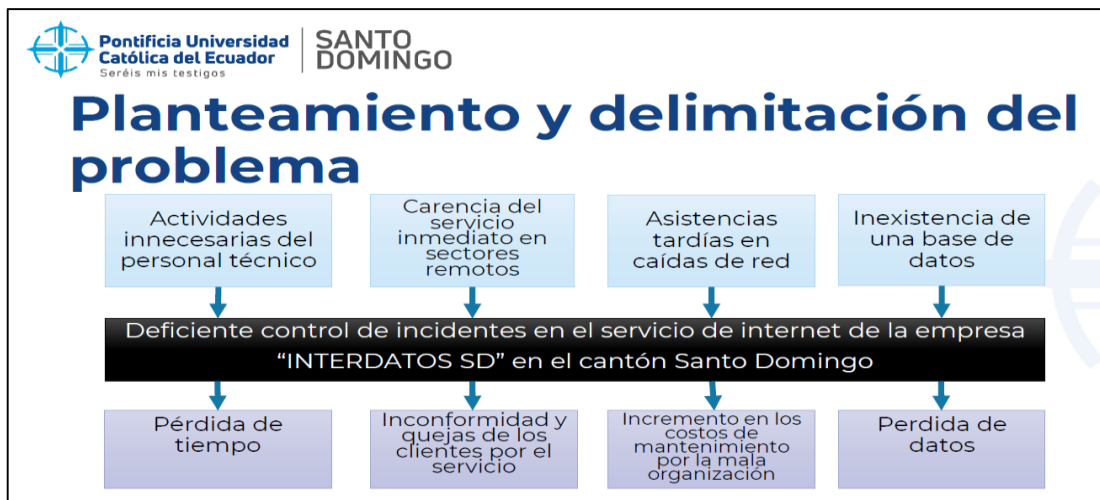 Pontificia Universidad
Católica del Ecuador
Seréis mis testigos
SANTO
DOMINGO
Planteamiento y delimitación del
problema
Actividades
innecesarias del
personal técnico
Carencia del
servicio
inmediato en
sectores
remotos
Asistencias
tardías en
caídas de red
Inexistencia de
una base de
datos
Deficiente control de incidentes en el servicio de internet de la empresa
“INTERDATOS SD” en el cantón Santo Domingo
Pérdida de
tiempo
Inconformidad y
quejas de los
clientes por el
servicio
Incremento en los
costos de
mantenimiento
por la mala
organización
Perdida de
datos